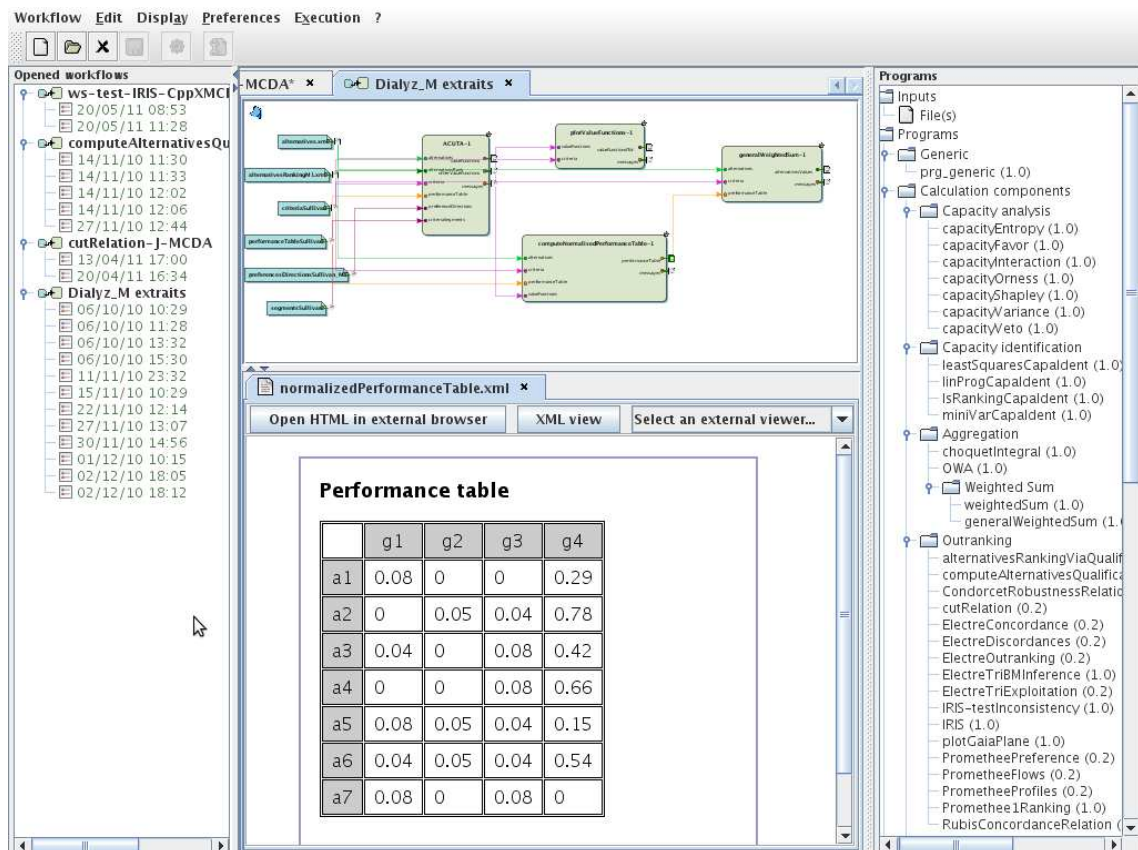 Workflow Edit Display Preferences Execution ?
Opened workflows
ws-test-IRIS-CppXMCI
20/05/11 08:53
20/05/11 11:28
computeAlternativesQu
14/11/10 11:30
14/11/10 11:33
14/11/10 12:02
14/11/10 12:06
27/11/10 12:44
cutRelation-J-MCDA
13/04/11 17:00
20/04/11 16:34
Dialyz_M extraits
06/10/10 10:29
06/10/10 11:28
06/10/10 13:32
06/10/10 15:30
11/11/10 23:32
15/11/10 10:29
22/11/10 12:14
27/11/10 13:07
30/11/10 14:56
01/12/10 10:15
02/12/10 18:05
02/12/10 18:12
-MCDA* Dialyz_M extraits
ACUTA-1
plotValueFunctions-1
generalWeightedSum-1
computeNormalisedPerformanceTable-1
normalizedPerformanceTable.xml
Open HTML in external browser XML view Select an external viewer...
Performance table
g1 g2 g3 g4
a1 0.08 0 0 0.29
a2 0 0.05 0.04 0.78
a3 0.04 0 0.08 0.42
a4 0 0 0.08 0.66
a5 0.08 0.05 0.04 0.15
a6 0.04 0.05 0.04 0.54
a7 0.08 0 0.08 0
Programs
Inputs
File(s)
Programs
Generic
prg_generic (1.0)
Calculation components
Capacity analysis
capacityEntropy (1.0)
capacityFavor (1.0)
capacityInteraction (1.0)
capacityOrness (1.0)
capacityShapley (1.0)
capacityVariance (1.0)
capacityVeto (1.0)
Capacity identification
leastSquaresCapaIdent (1.0)
linProgCapaIdent (1.0)
lsRankingCapaIdent (1.0)
miniVarCapaIdent (1.0)
Aggregation
choquetIntegral (1.0)
OWA (1.0)
Weighted Sum
weightedSum (1.0)
generalWeightedSum (1.
Outranking
alternativesRankingViaQualif
computeAlternativesQualifica
CondorcetRobustnessRelatio
cutRelation (0.2)
ElectreConcordance (0.2)
ElectreDiscordances (0.2)
ElectreOutranking (0.2)
ElectreTriBMInference (1.0)
ElectreTriExploitation (0.2)
IRIS-testInconsistency (1.0)
IRIS (1.0)
plotGaiaPlane (1.0)
PrometheePreference (0.2)
PrometheeFlows (0.2)
PrometheeProfiles (0.2)
Promethee1Ranking (1.0)
RubisConcordanceRelation (